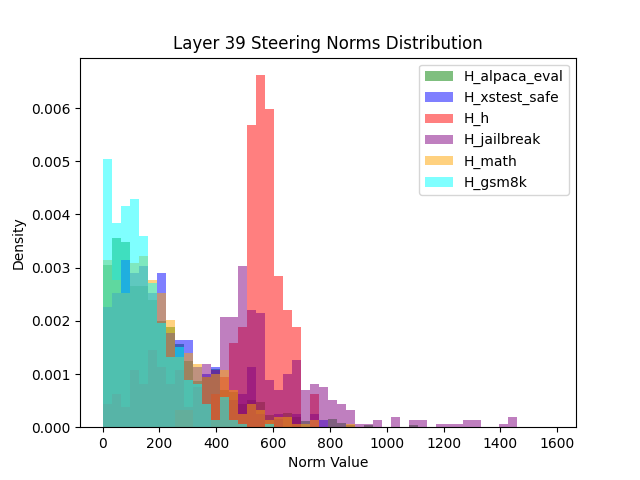 Layer 39 Steering Norms Distribution
H_alpaca_eval
H_xstest_safe
H_h
H_jailbreak
H_math
H_gsm8k
Density
0.006
0.005
0.004
0.003
0.002
0.001
0.000
0 200 400 600 800 1000 1200 1400 1600
Norm Value